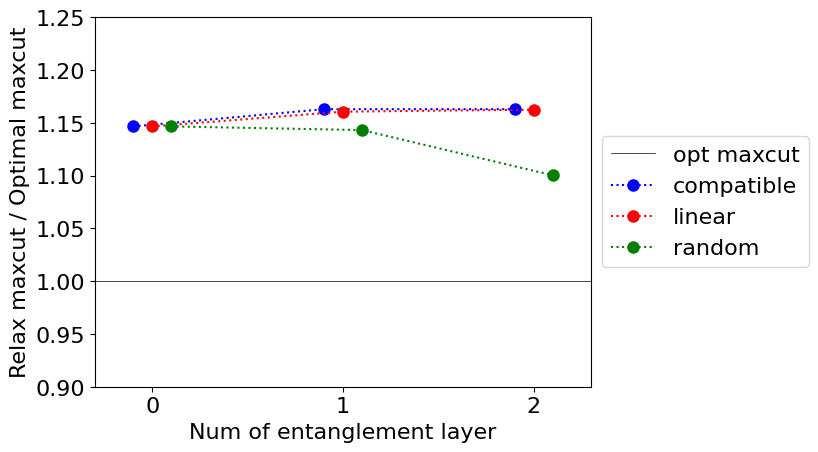 Relax maxcut / Optimal maxcut
1.25
1.20
1.15
1.10
1.05
1.00
0.95
0.90
0
1
2
Num of entanglement layer
opt maxcut
compatible
linear
random